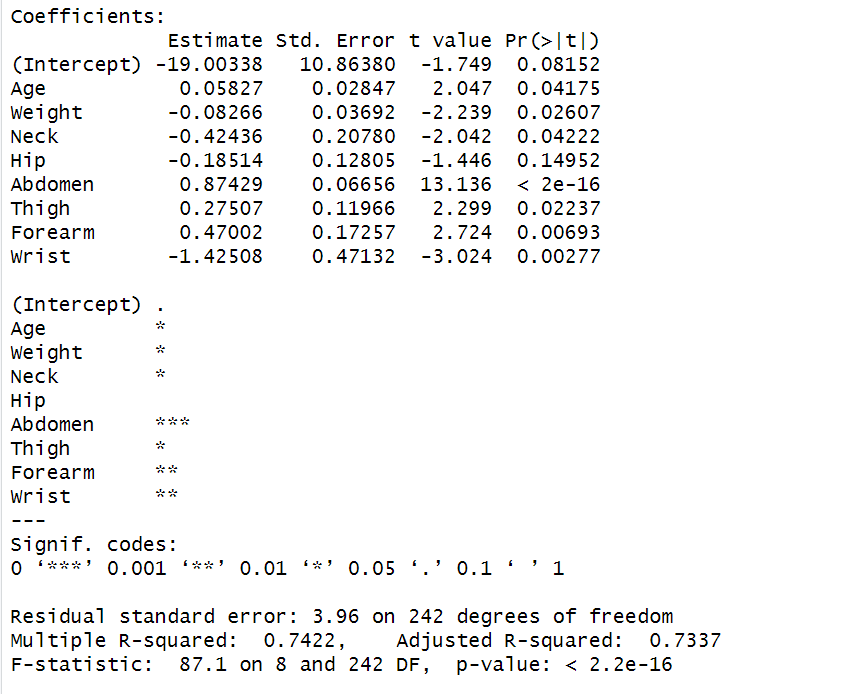 Coefficients:
             Estimate Std. Error t value Pr(>|t|)
(Intercept) -19.00338   10.86380  -1.749  0.08152
Age           0.05827    0.02847   2.047  0.04175
Weight       -0.08266    0.03692  -2.239  0.02607
Neck         -0.42436    0.20780  -2.042  0.04222
Hip          -0.18514    0.12805  -1.446  0.14952
Abdomen       0.87429    0.06656  13.136  < 2e-16
Thigh         0.27507    0.11966   2.299  0.02237
Forearm       0.47002    0.17257   2.724  0.00693
Wrist        -1.42508    0.47132  -3.024  0.00277

(Intercept) .
Age         *
Weight      *
Neck        *
Hip
Abdomen     ***
Thigh       *
Forearm     **
Wrist       **
---
Signif. codes:
0 ‘***’ 0.001 ‘**’ 0.01 ‘*’ 0.05 ‘.’ 0.1 ‘ ’ 1

Residual standard error: 3.96 on 242 degrees of freedom
Multiple R-squared:  0.7422,    Adjusted R-squared:  0.7337
F-statistic:  87.1 on 8 and 242 DF,  p-value: < 2.2e-16